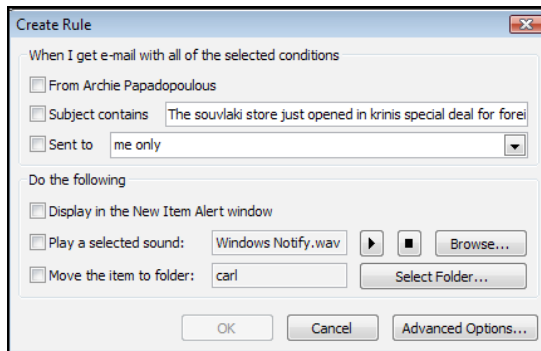 Create Rule
When I get e-mail with all of the selected conditions
From Archie Papadopoulous
Subject contains The souvlaki store just opened in krinis special deal for forei
Sent to me only
Do the following
Display in the New Item Alert window
Play a selected sound: Windows Notify.wav Browse...
Move the item to folder: carl Select Folder...
OK Cancel Advanced Options...